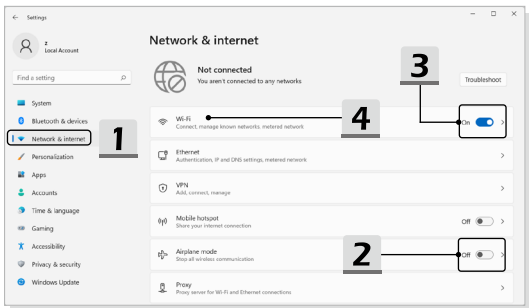 Settings
z
Local Account
Find a setting
System
Bluetooth & devices
Network & internet
Personalization
Apps
Accounts
Time & language
Gaming
Accessibility
Privacy & security
Windows Update
1
Network & internet
Not connected
You aren't connected to any networks
Troubleshoot
3
Wi-Fi
Connect, manage known networks, metered network
4
On
Ethernet
Authentication, IP and DNS settings, metered network
VPN
Add, connect, manage
Mobile hotspot
Share your internet connection
Off
Airplane mode
Stop all wireless communication
2
Off
Proxy
Proxy server for Wi-Fi and Ethernet connections